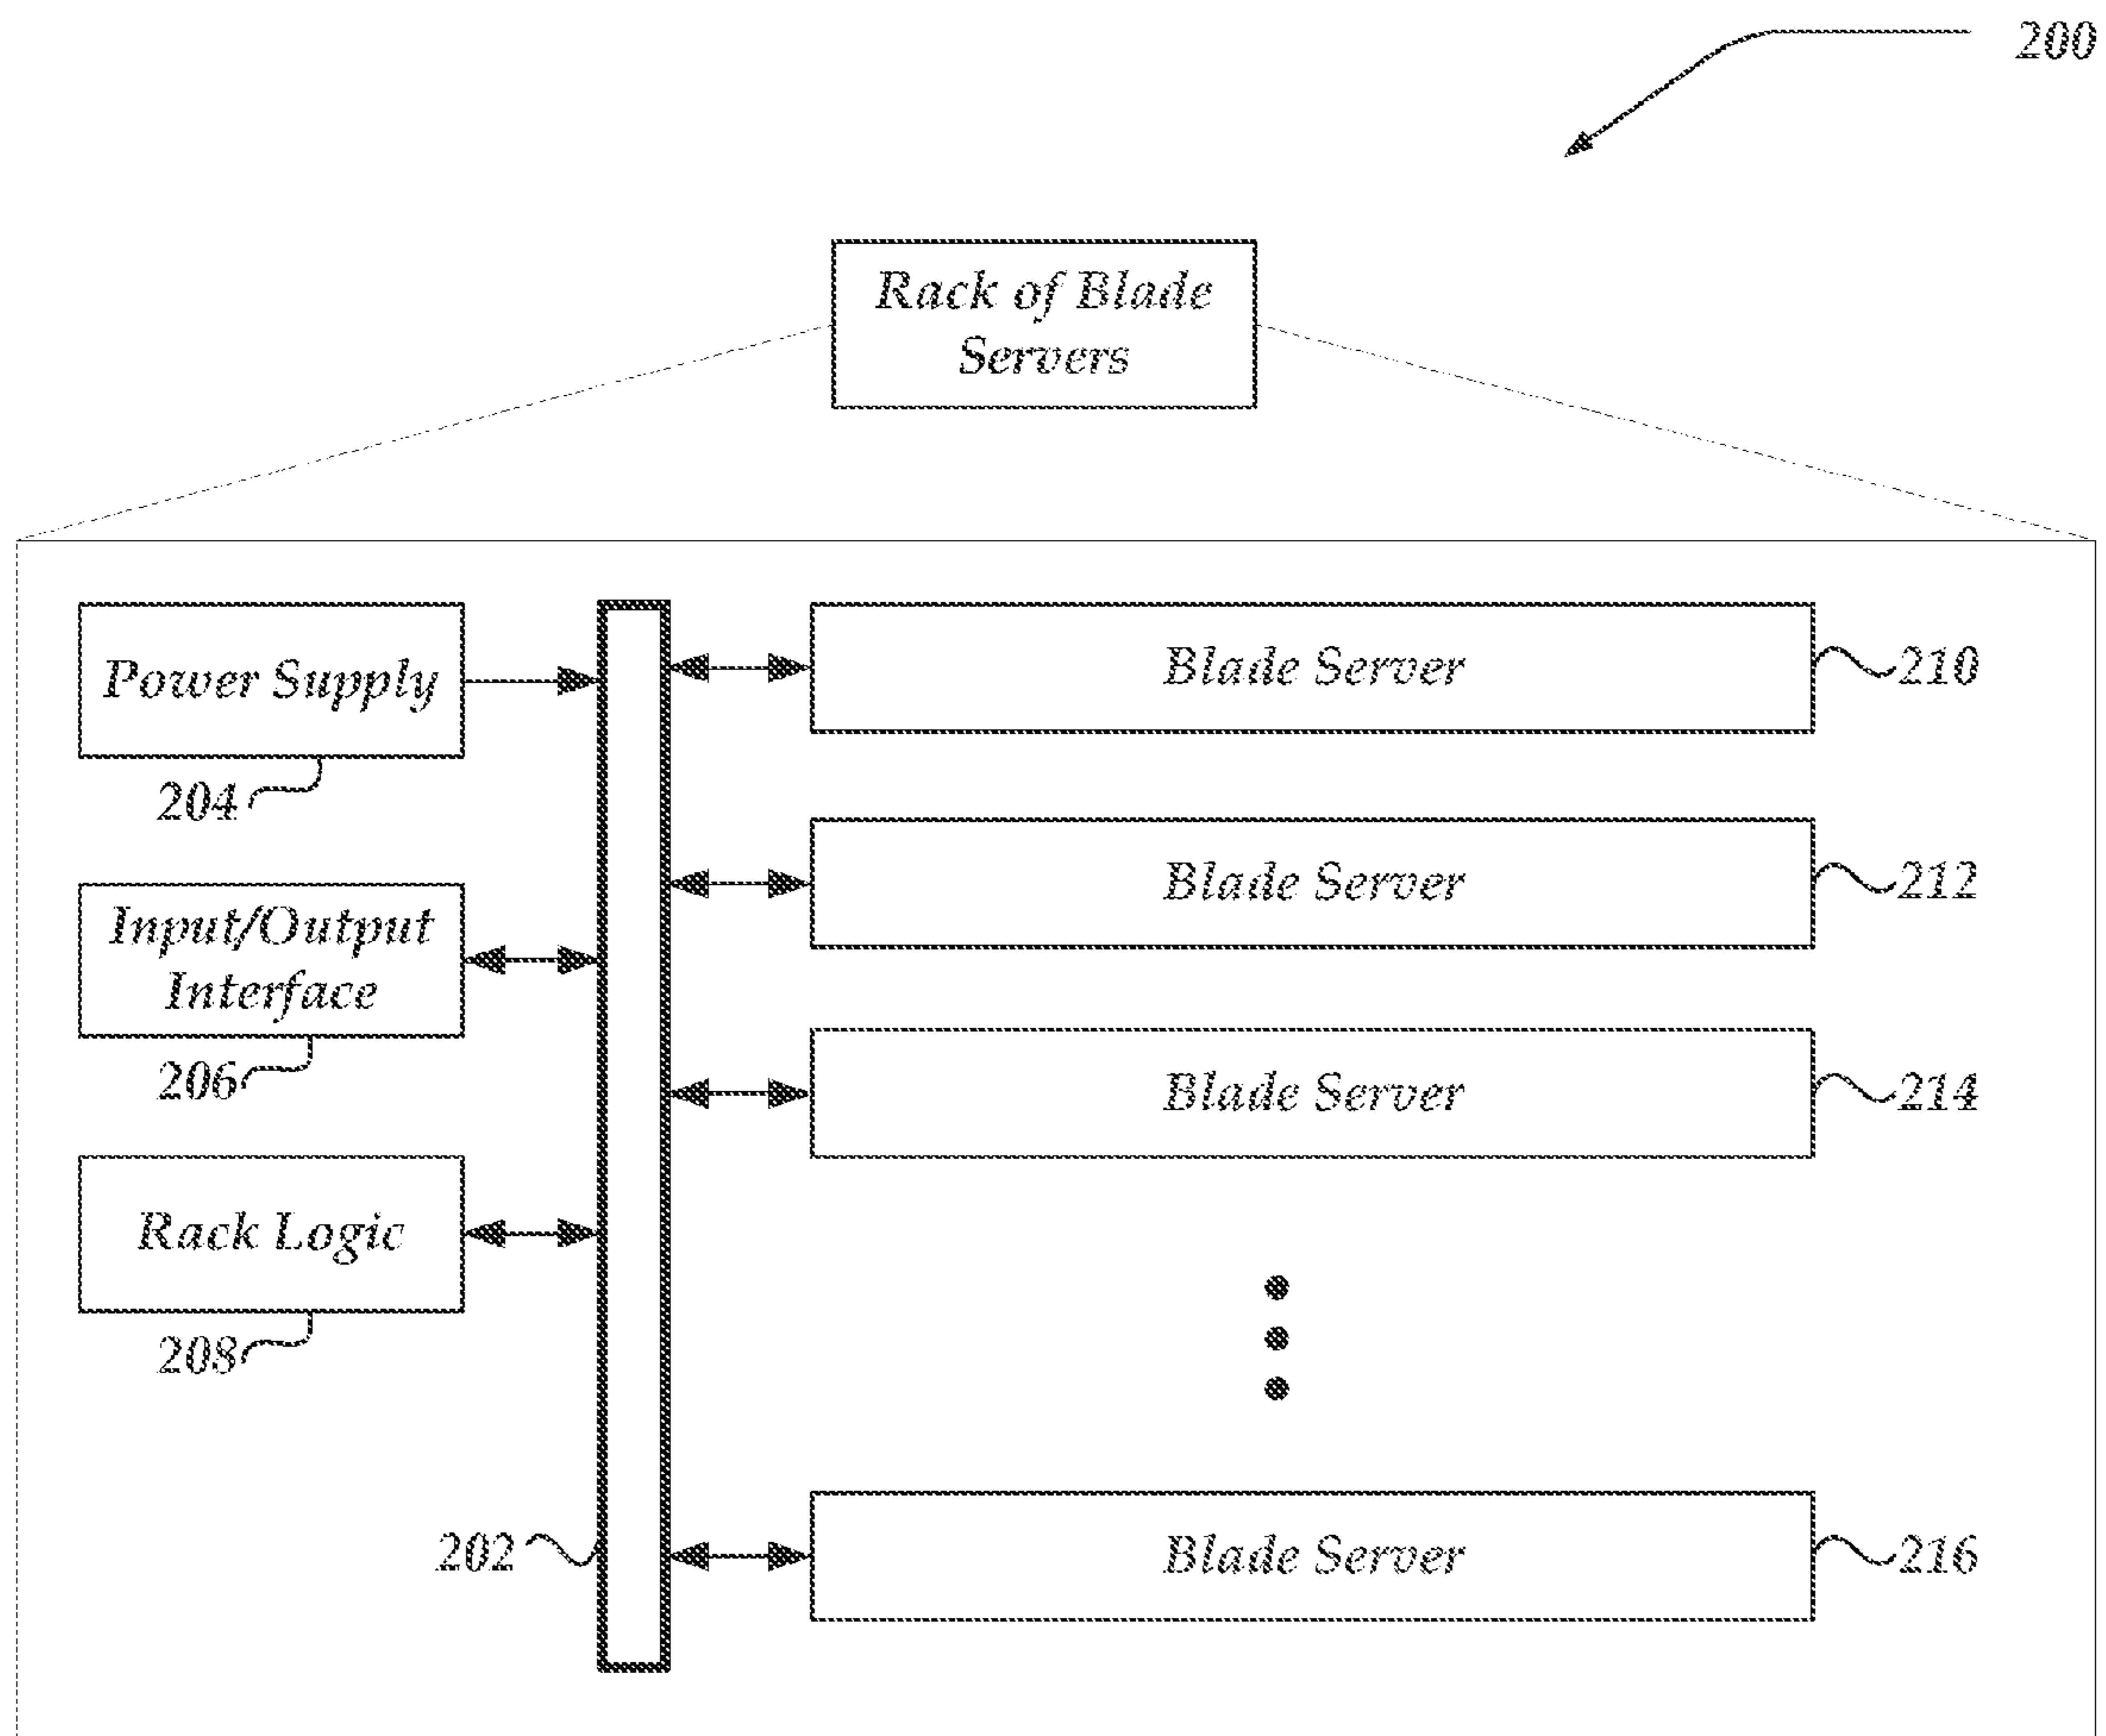 200
Rack of Blade
Servers
Power Supply
204
Input/Output
Interface
206
Rack Logic
208
202
Blade Server
210
Blade Server
212
Blade Server
214
Blade Server
216